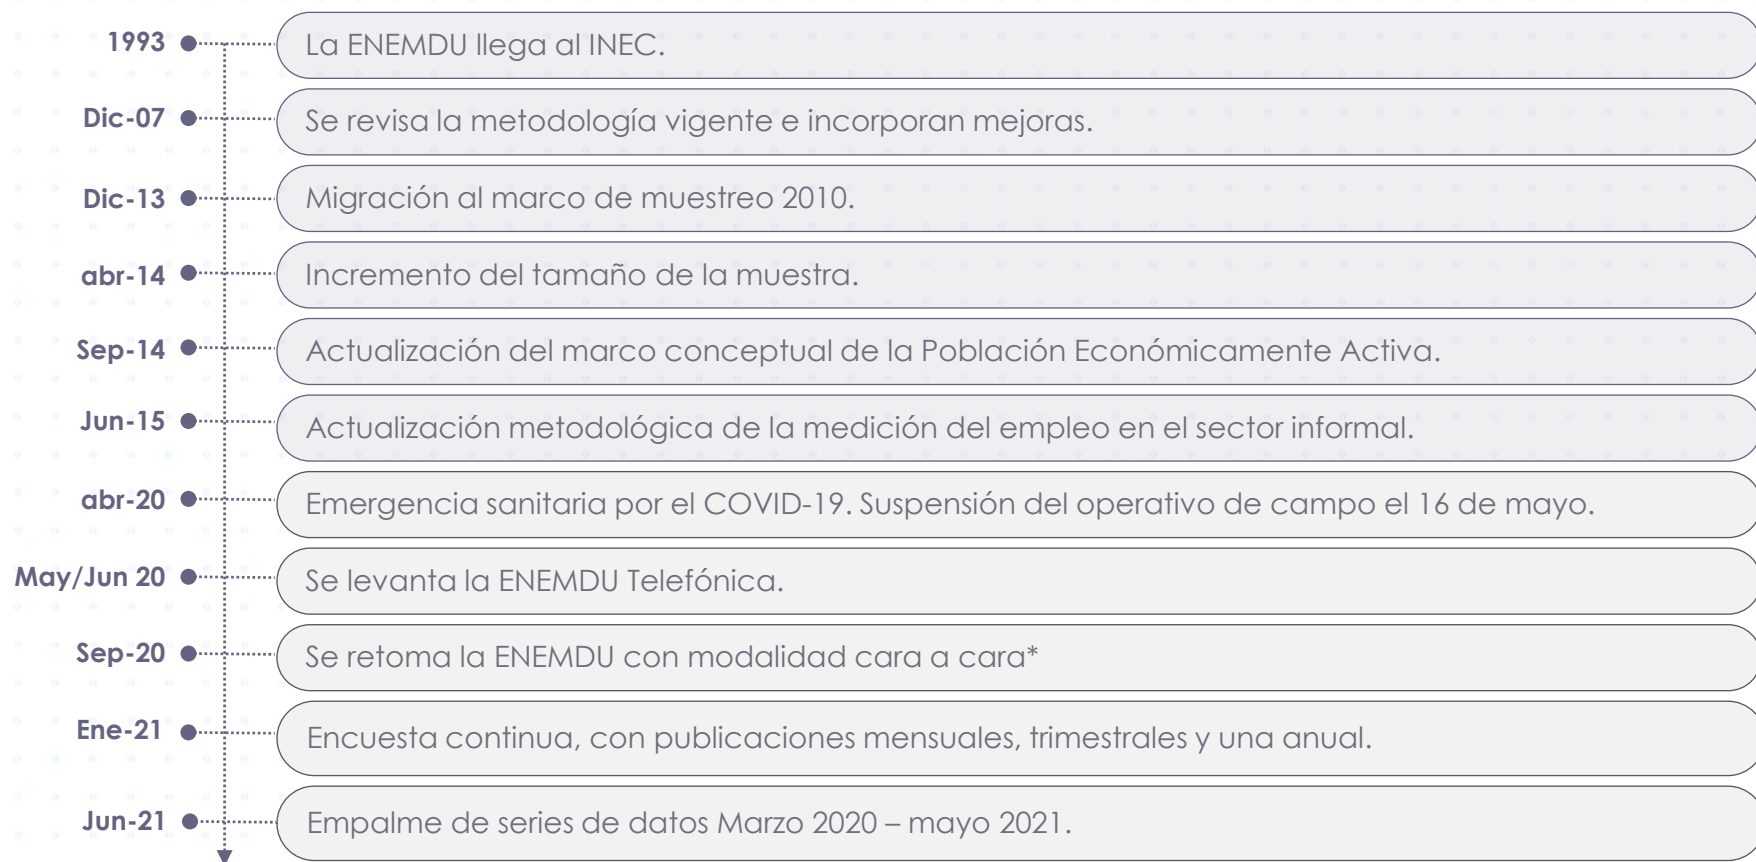 1993 La ENEMDU llega al INEC.
Dic-07 Se revisa la metodología vigente e incorporan mejoras.
Dic-13 Migración al marco de muestreo 2010.
abr-14 Incremento del tamaño de la muestra.
Sep-14 Actualización del marco conceptual de la Población Económicamente Activa.
Jun-15 Actualización metodológica de la medición del empleo en el sector informal.
abr-20 Emergencia sanitaria por el COVID-19. Suspensión del operativo de campo el 16 de mayo.
May/Jun 20 Se levanta la ENEMDU Telefónica.
Sep-20 Se retoma la ENEMDU con modalidad cara a cara*
Ene-21 Encuesta continua, con publicaciones mensuales, trimestrales y una anual.
Jun-21 Empalme de series de datos Marzo 2020 – mayo 2021.